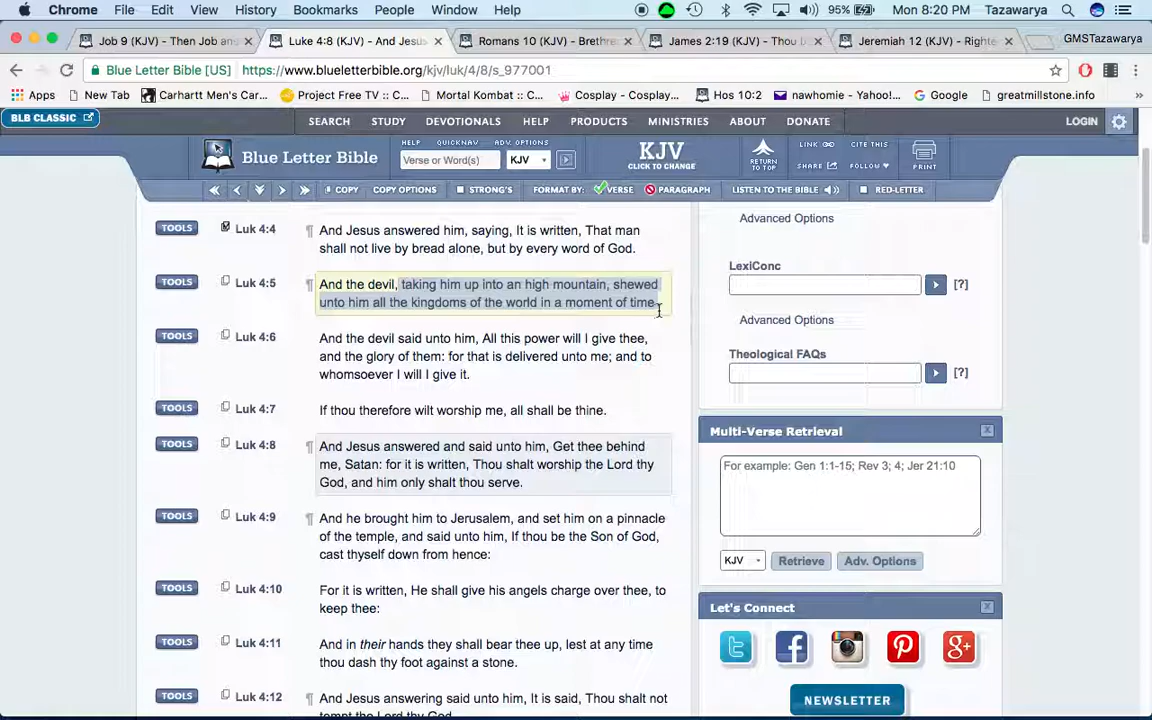 Chrome File Edit View History Bookmarks People Window Help 95% Mon 8:20 PM Tazawarya
Job 9 (KJV) - Then Job an
Luke 4:8 (KJV) - And Jesus
Romans 10 (KJV) - Brethre
James 2:19 (KJV) - Thou b
Jeremiah 12 (KJV) - Righte
GMSTazawarya
Blue Letter Bible [US] https://www.blueletterbible.org/kjv/luk/4/8/s_977001
Apps New Tab Carhartt Men's Car... Project Free TV :: C... Mortal Kombat :: C... Cosplay - Cosplay... Hos 10:2 nawhomie - Yahoo!... Google greatmillstone.info »
BLB CLASSIC
SEARCH STUDY DEVOTIONALS HELP PRODUCTS MINISTRIES ABOUT DONATE LOGIN
Blue Letter Bible
HELP QUICKNAV ADV. OPTIONS
Verse or Word(s) KJV
KJV
CLICK TO CHANGE
RETURN
TO TOP
LINK CITE THIS
SHARE FOLLOW
PRINT
COPY COPY OPTIONS STRONG'S FORMAT BY: VERSE PARAGRAPH LISTEN TO THE BIBLE RED-LETTER
TOOLS Luk 4:4 ¶ And Jesus answered him, saying, It is written, That man
shall not live by bread alone, but by every word of God.
TOOLS Luk 4:5 ¶ And the devil, taking him up into an high mountain, shewed
unto him all the kingdoms of the world in a moment of time.
TOOLS Luk 4:6 And the devil said unto him, All this power will I give thee,
and the glory of them: for that is delivered unto me; and to
whomsoever I will I give it.
TOOLS Luk 4:7 If thou therefore wilt worship me, all shall be thine.
TOOLS Luk 4:8 ¶ And Jesus answered and said unto him, Get thee behind
me, Satan: for it is written, Thou shalt worship the Lord thy
God, and him only shalt thou serve.
TOOLS Luk 4:9 ¶ And he brought him to Jerusalem, and set him on a pinnacle
of the temple, and said unto him, If thou be the Son of God,
cast thyself down from hence:
TOOLS Luk 4:10 For it is written, He shall give his angels charge over thee, to
keep thee:
TOOLS Luk 4:11 And in their hands they shall bear thee up, lest at any time
thou dash thy foot against a stone.
TOOLS Luk 4:12 ¶ And Jesus answering said unto him, It is said, Thou shalt not
tempt the Lord thy God.
Advanced Options
LexiConc
[?]
Advanced Options
Theological FAQs
[?]
Multi-Verse Retrieval
For example: Gen 1:1-15; Rev 3; 4; Jer 21:10
KJV Retrieve Adv. Options
Let's Connect
NEWSLETTER